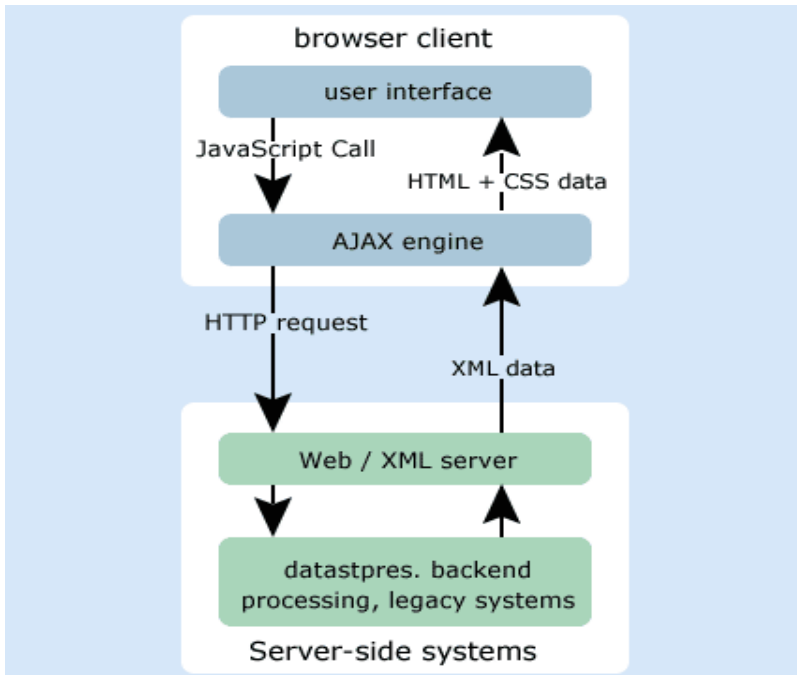 browser client
user interface
JavaScript Call
HTML + CSS data
AJAX engine
HTTP request
XML data
Web / XML server
datastpres. backend
processing, legacy systems
Server-side systems